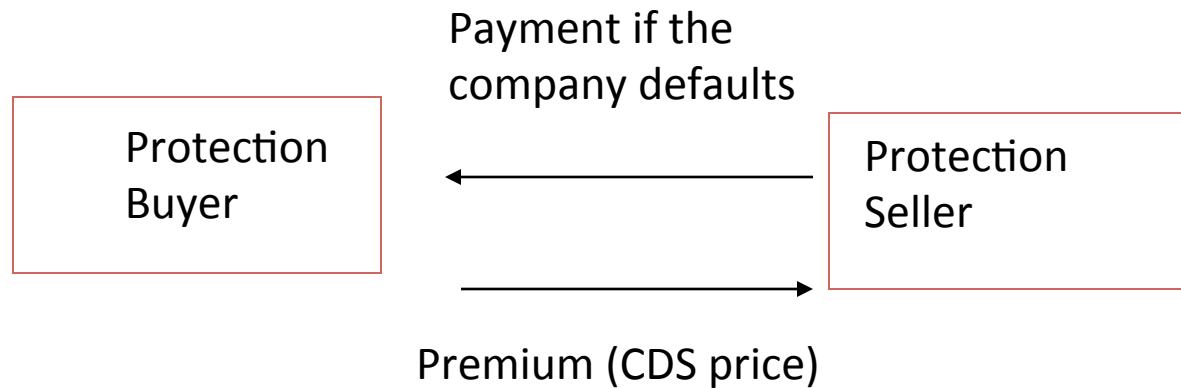 Payment if the
company defaults
Protection
Buyer
Protection
Seller
Premium (CDS price)